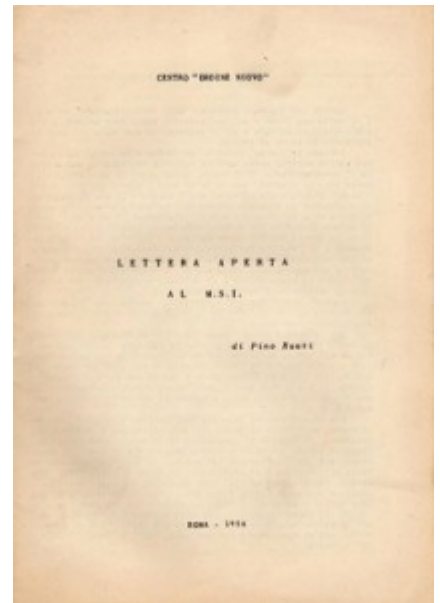 CENTRO "ORDINE NUOVO"
LETTERA APERTA
AL M.S.I.
di Pino Rauti
ROMA - 1956